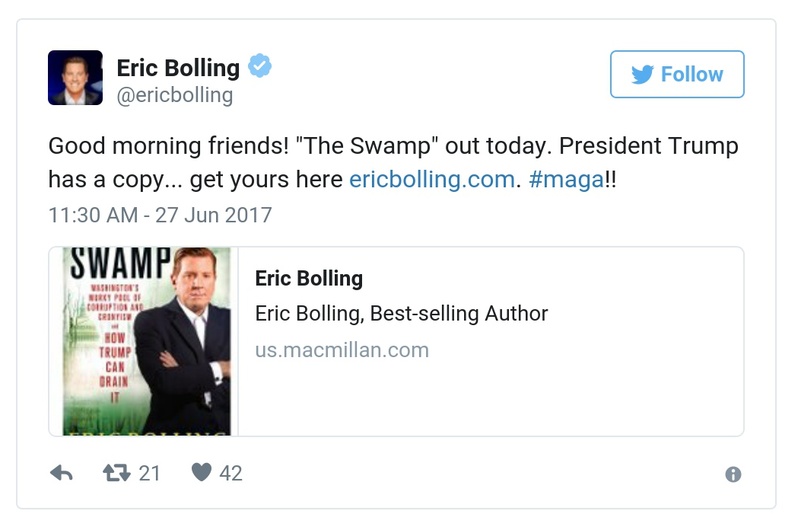 Eric Bolling
@ericbolling
Follow
Good morning friends! "The Swamp" out today. President Trump
has a copy... get yours here ericbolling.com. #maga!!
11:30 AM - 27 Jun 2017
SWAMP
WASHINGTON'S
MURKY POOL OF
CORRUPTION AND
CRONYISM
and
HOW
TRUMP
CAN
DRAIN
IT
ERIC BOLLING
Eric Bolling
Eric Bolling, Best-selling Author
us.macmillan.com
21
42